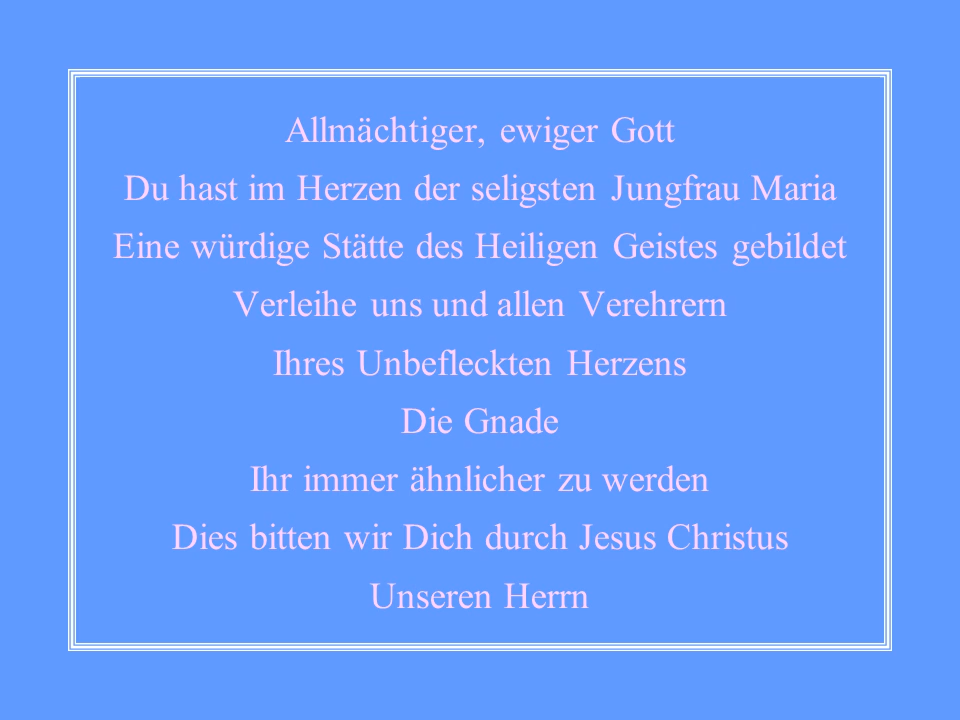 Allmächtiger, ewiger Gott
Du hast im Herzen der seligsten Jungfrau Maria
Eine würdige Stätte des Heiligen Geistes gebildet
Verleihe uns und allen Verehrern
Ihres Unbefleckten Herzens
Die Gnade
Ihr immer ähnlicher zu werden
Dies bitten wir Dich durch Jesus Christus
Unseren Herrn